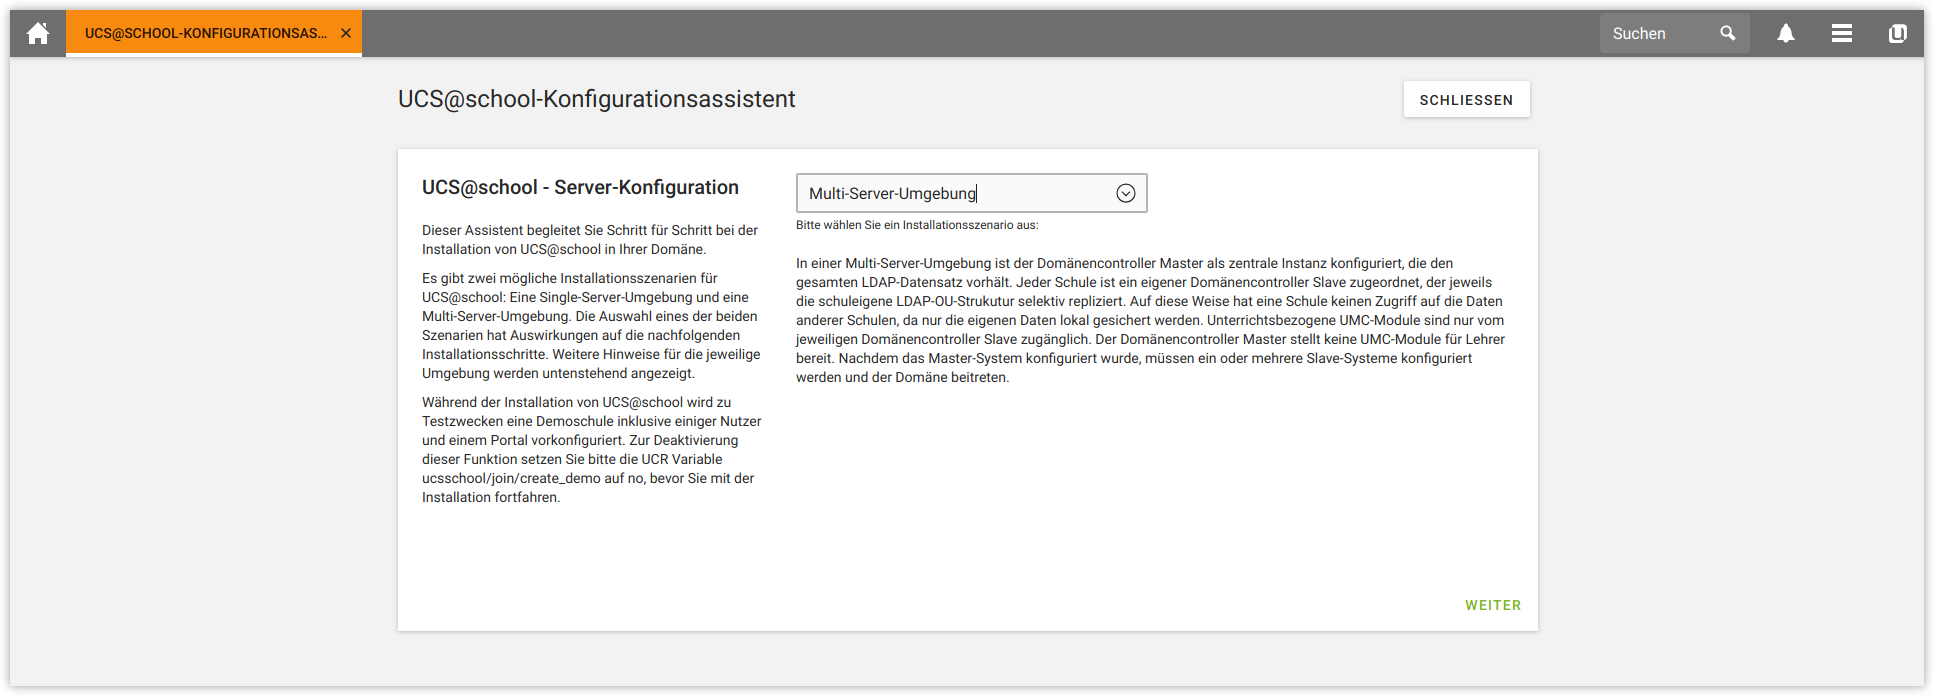 UCS@SCHOOL-KONFIGURATIONSAS...
Suchen
UCS@school-Konfigurationsassistent
SCHLIESSEN
UCS@school - Server-Konfiguration
Dieser Assistent begleitet Sie Schritt für Schritt bei der
Installation von UCS@school in Ihrer Domäne.
Es gibt zwei mögliche Installationsszenarien für
UCS@school: Eine Single-Server-Umgebung und eine
Multi-Server-Umgebung. Die Auswahl eines der beiden
Szenarien hat Auswirkungen auf die nachfolgenden
Installationsschritte. Weitere Hinweise für die jeweilige
Umgebung werden untenstehend angezeigt.
Während der Installation von UCS@school wird zu
Testzwecken eine Demoschule inklusive einiger Nutzer
und einem Portal vorkonfiguriert. Zur Deaktivierung
dieser Funktion setzen Sie bitte die UCR Variable
ucsschool/join/create_demo auf no, bevor Sie mit der
Installation fortfahren.
Multi-Server-Umgebung
Bitte wählen Sie ein Installationsszenario aus:
In einer Multi-Server-Umgebung ist der Domänencontroller Master als zentrale Instanz konfiguriert, die den
gesamten LDAP-Datensatz vorhält. Jeder Schule ist ein eigener Domänencontroller Slave zugeordnet, der jeweils
die schuleigene LDAP-OU-Strukutur selektiv repliziert. Auf diese Weise hat eine Schule keinen Zugriff auf die Daten
anderer Schulen, da nur die eigenen Daten lokal gesichert werden. Unterrichtsbezogene UMC-Module sind nur vom
jeweiligen Domänencontroller Slave zugänglich. Der Domänencontroller Master stellt keine UMC-Module für Lehrer
bereit. Nachdem das Master-System konfiguriert wurde, müssen ein oder mehrere Slave-Systeme konfiguriert
werden und der Domäne beitreten.
WEITER